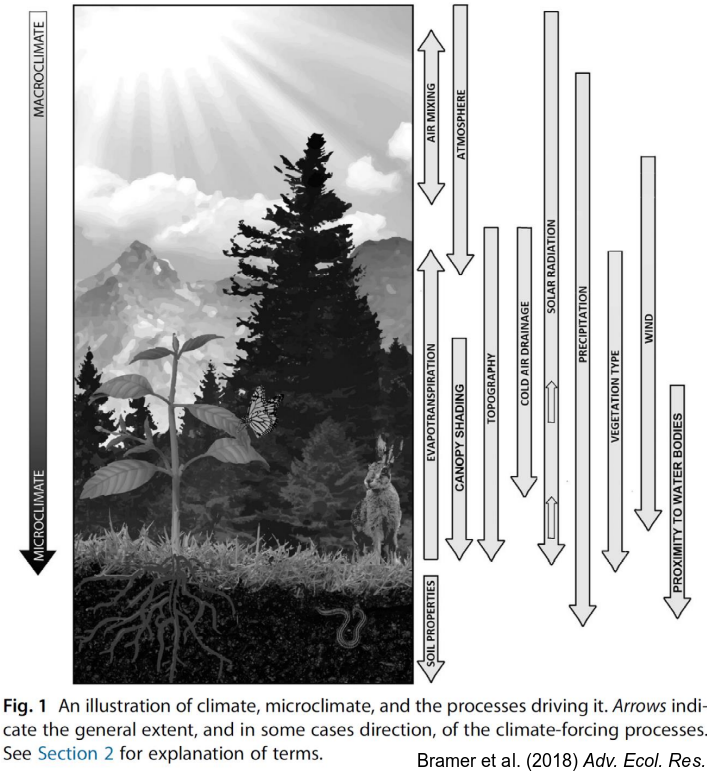 MACROCLIMATE
MICROCLIMATE
AIR MIXING
ATMOSPHERE
EVAPOTRANSPIRATION
CANOPY SHADING
TOPOGRAPHY
COLD AIR DRAINAGE
SOLAR RADIATION
PRECIPITATION
VEGETATION TYPE
WIND
PROXIMITY TO WATER BODIES
SOIL PROPERTIES
Fig. 1 An illustration of climate, microclimate, and the processes driving it. Arrows indi-
cate the general extent, and in some cases direction, of the climate-forcing processes.
See Section 2 for explanation of terms.
Bramer et al. (2018) Adv. Ecol. Res.